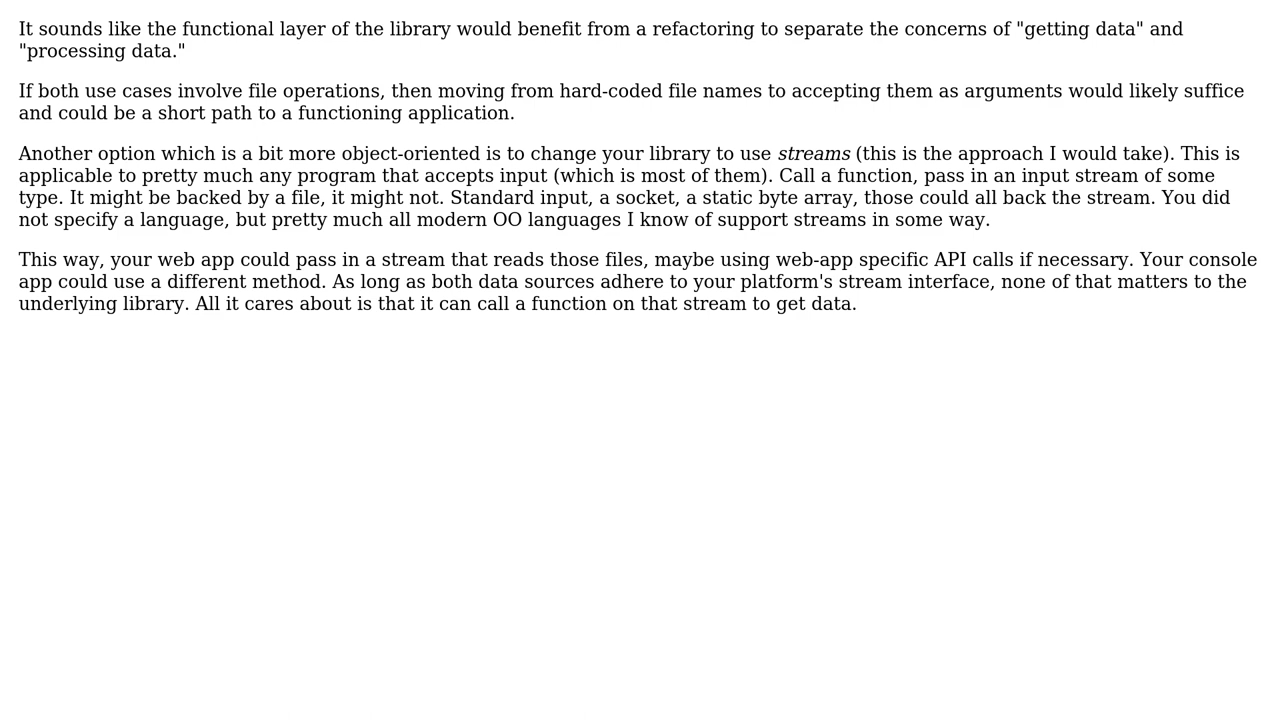 It sounds like the functional layer of the library would benefit from a refactoring to separate the concerns of "getting data" and
"processing data."
If both use cases involve file operations, then moving from hard-coded file names to accepting them as arguments would likely suffice
and could be a short path to a functioning application.
Another option which is a bit more object-oriented is to change your library to use streams (this is the approach I would take). This is
applicable to pretty much any program that accepts input (which is most of them). Call a function, pass in an input stream of some
type. It might be backed by a file, it might not. Standard input, a socket, a static byte array, those could all back the stream. You did
not specify a language, but pretty much all modern OO languages I know of support streams in some way.
This way, your web app could pass in a stream that reads those files, maybe using web-app specific API calls if necessary. Your console
app could use a different method. As long as both data sources adhere to your platform's stream interface, none of that matters to the
underlying library. All it cares about is that it can call a function on that stream to get data.